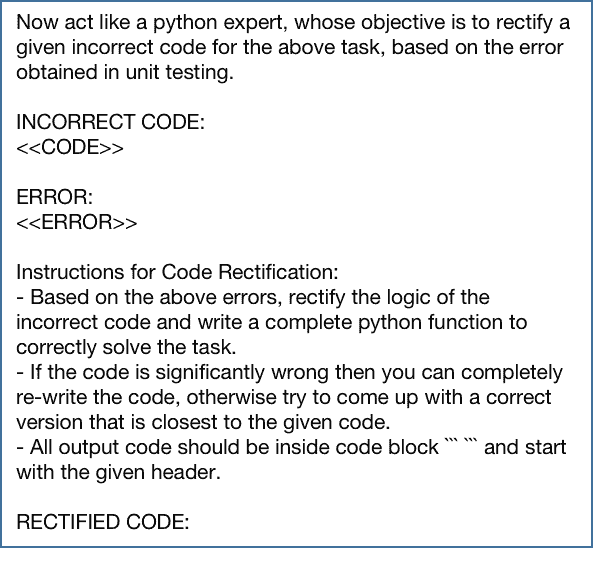 Now act like a python expert, whose objective is to rectify a
given incorrect code for the above task, based on the error
obtained in unit testing.
INCORRECT CODE:
<<CODE>>
ERROR:
<<ERROR>>
Instructions for Code Rectification:
- Based on the above errors, rectify the logic of the
incorrect code and write a complete python function to
correctly solve the task.
- If the code is significantly wrong then you can completely
re-write the code, otherwise try to come up with a correct
version that is closest to the given code.
- All output code should be inside code block ``` ``` and start
with the given header.
RECTIFIED CODE: